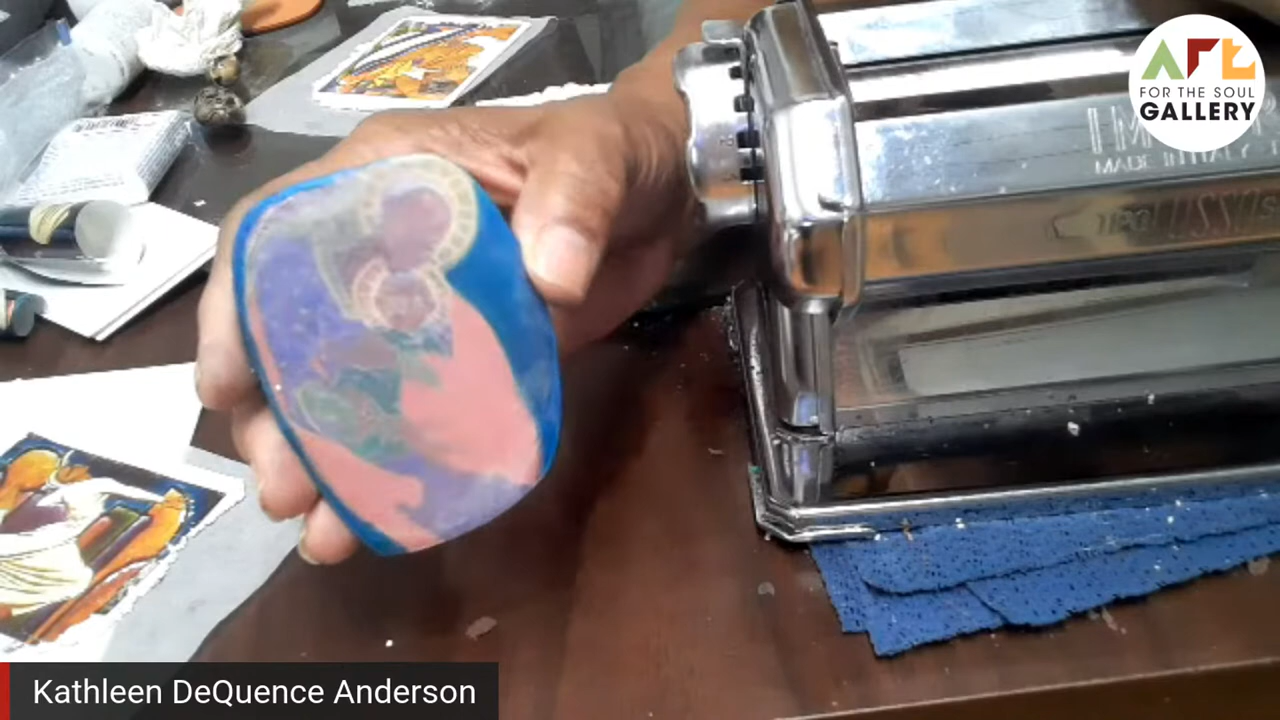 ART
FOR THE SOUL
GALLERY
MADE IN ITALY
Kathleen DeQuence Anderson